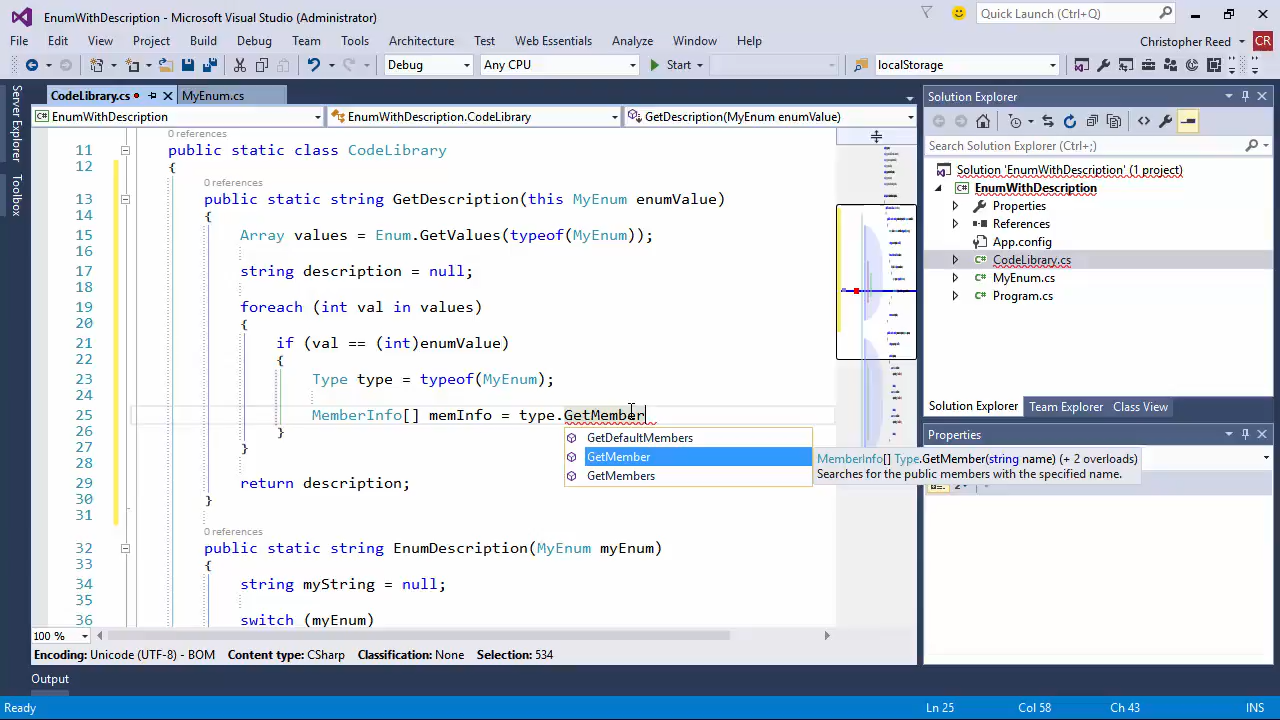 EnumWithDescription - Microsoft Visual Studio (Administrator)
Quick Launch (Ctrl+Q)
File Edit View Project Build Debug Team Tools Architecture Test Web Essentials Analyze Window Help
Christopher Reed CR
Debug Any CPU Start localStorage
Server Explorer
Toolbox
CodeLibrary.cs MyEnum.cs
EnumWithDescription EnumWithDescription.CodeLibrary GetDescription(MyEnum enumValue)
0 references
11 public static class CodeLibrary
12 {
0 references
13 public static string GetDescription(this MyEnum enumValue)
14 {
15 Array values = Enum.GetValues(typeof(MyEnum));
16
17 string description = null;
18
19 foreach (int val in values)
20 {
21 if (val == (int)enumValue)
22 {
23 Type type = typeof(MyEnum);
24
25 MemberInfo[] memInfo = type.GetMember
26 }
27 }
28
29 return description;
30 }
31
GetDefaultMembers
GetMember
GetMembers
MemberInfo[] Type.GetMember(string name) (+ 2 overloads)
Searches for the public members with the specified name.
0 references
32 public static string EnumDescription(MyEnum myEnum)
33 {
34 string myString = null;
35
36 switch (myEnum)
100 %
Encoding: Unicode (UTF-8) - BOM Content type: CSharp Classification: None Selection: 534
Output
Solution Explorer
Search Solution Explorer (Ctrl+;)
Solution 'EnumWithDescription' (1 project)
EnumWithDescription
Properties
References
App.config
CodeLibrary.cs
MyEnum.cs
Program.cs
Solution Explorer Team Explorer Class View
Properties
Ready Ln 25 Col 58 Ch 43 INS